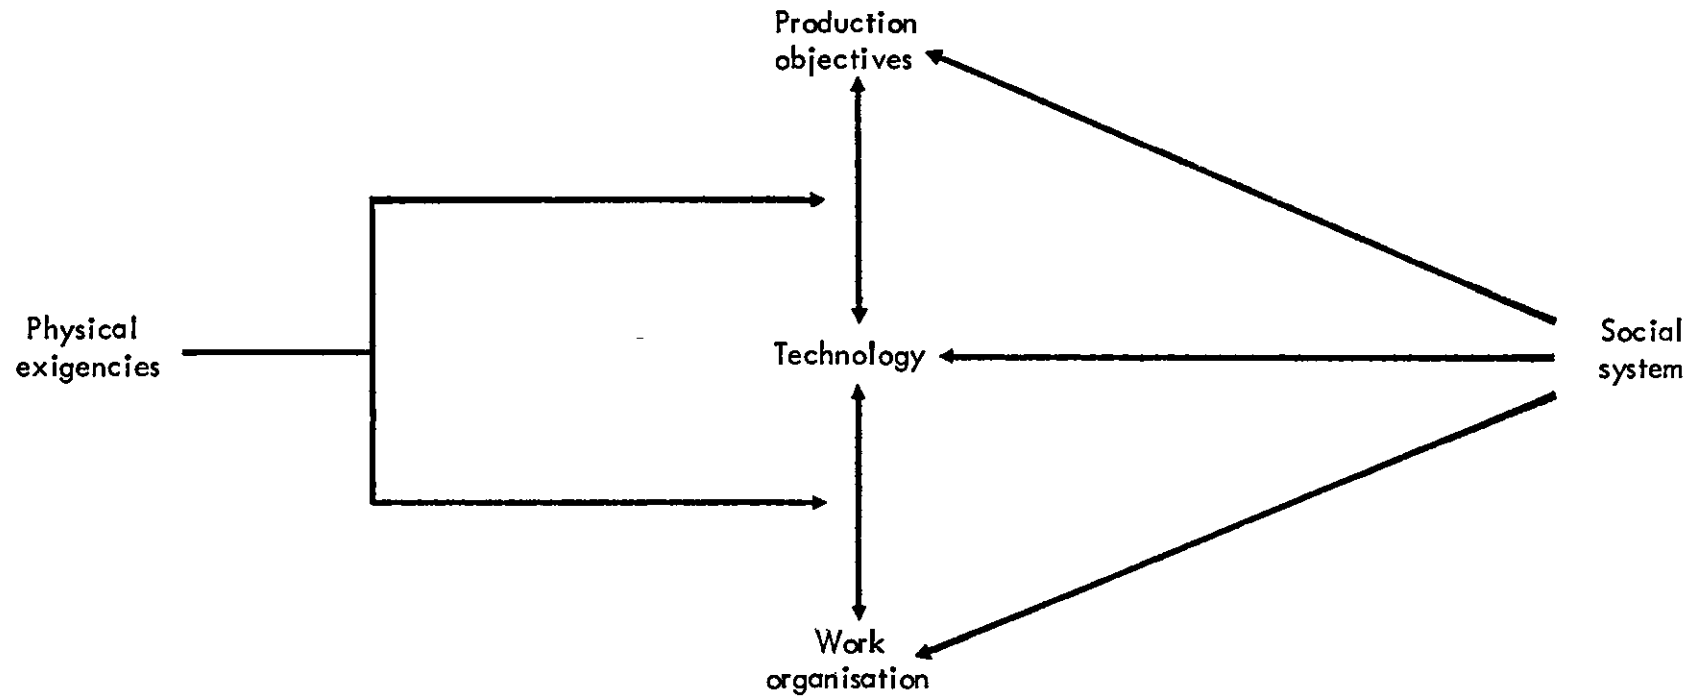 Production
objectives
Physical
exigencies
Technology
Social
system
Work
organisation